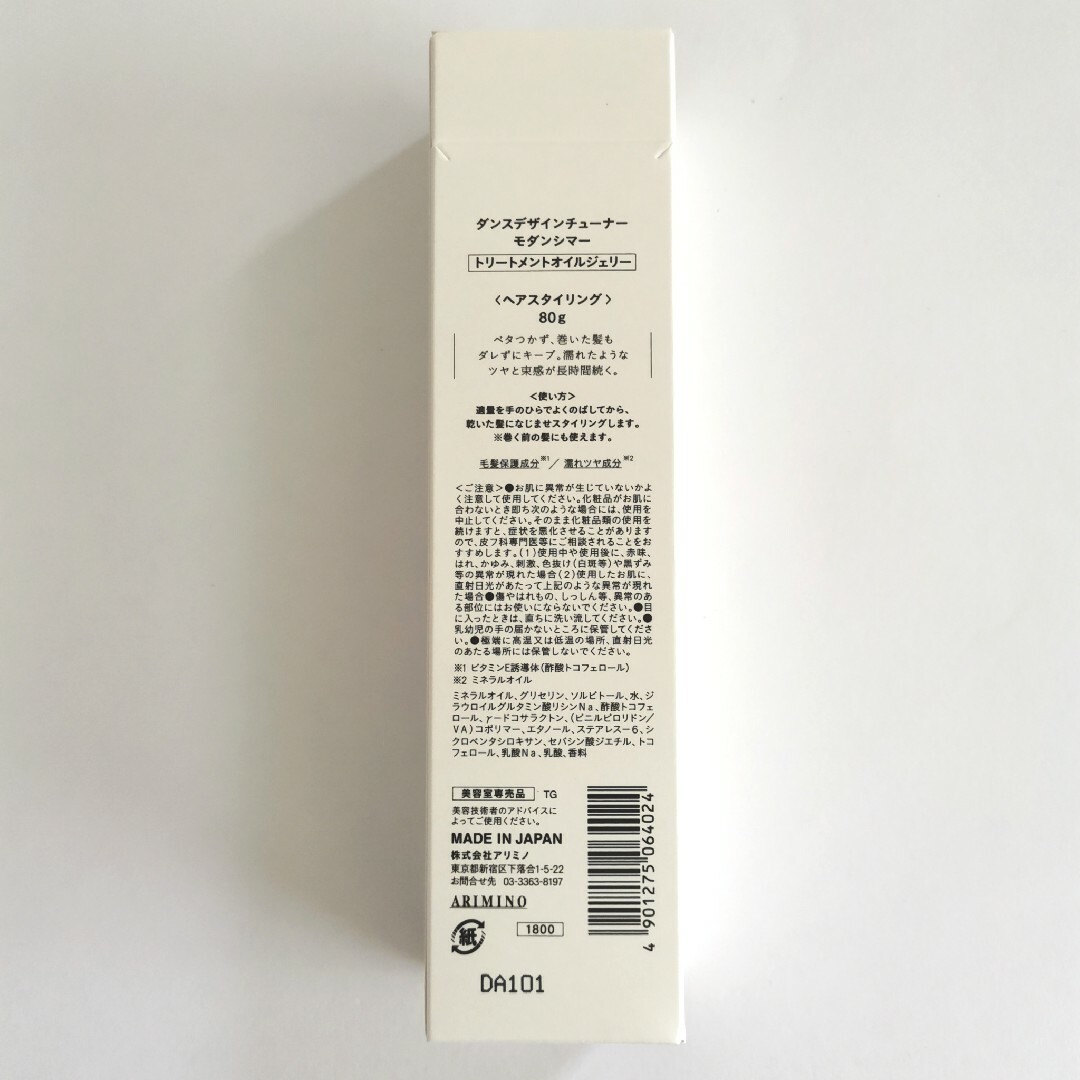 ダンスデザインチューナー
モダンシマー
トリートメントオイルジェリー
〈ヘアスタイリング〉
80g
ベタつかず、巻いた髪も
ダレずにキープ。濡れたような
ツヤと束感が長時間続く。
<使い方>
適量を手のひらでよくのばしてから、
乾いた髪になじませスタイリングします。
※巻く前の髪にも使えます。
毛髪保護成分※1／濡れツヤ成分※2
<ご注意>●お肌に異常が生じていないかよ
く注意して使用してください。化粧品がお肌に
合わないとき即ち次のような場合には、使用を
中止してください。そのまま化粧品類の使用を
続けますと、症状を悪化させることがあります
ので、皮フ科専門医等にご相談されることをお
すすめします。(1)使用中や使用後に、赤味、
はれ、かゆみ、刺激、色抜け(白斑等)や黒ずみ
等の異常が現れた場合(2)使用したお肌に、
直射日光があたって上記のような異常が現れ
た場合●傷やはれもの、しっしん等、異常のあ
る部位にはお使いにならないでください。●目
に入ったときは、直ちに洗い流してください。●
乳幼児の手の届かないところに保管してくださ
い。●極端に高温又は低温の場所、直射日光
のあたる場所には保管しないでください。
※1 ビタミンE誘導体(酢酸トコフェロール)
※2 ミネラルオイル
ミネラルオイル、グリセリン、ソルビトール、水、ジ
ラウロイルグルタミン酸リシンNa、酢酸トコフェ
ロール、γードコサラクトン、(ビニルピロリドン/
VA)コポリマー、エタノール、ステアレスー6、シ
クロペンタシロキサン、セバシン酸ジエチル、トコ
フェロール、乳酸Na、乳酸、香料
美容室専売品 TG
美容技術者のアドバイスに
よってご使用ください。
MADE IN JAPAN
株式会社アリミノ
東京都新宿区下落合1-5-22
お問合せ先 03-3363-8197
ARIMINO
紙
1800
4 901275 064024
DA101